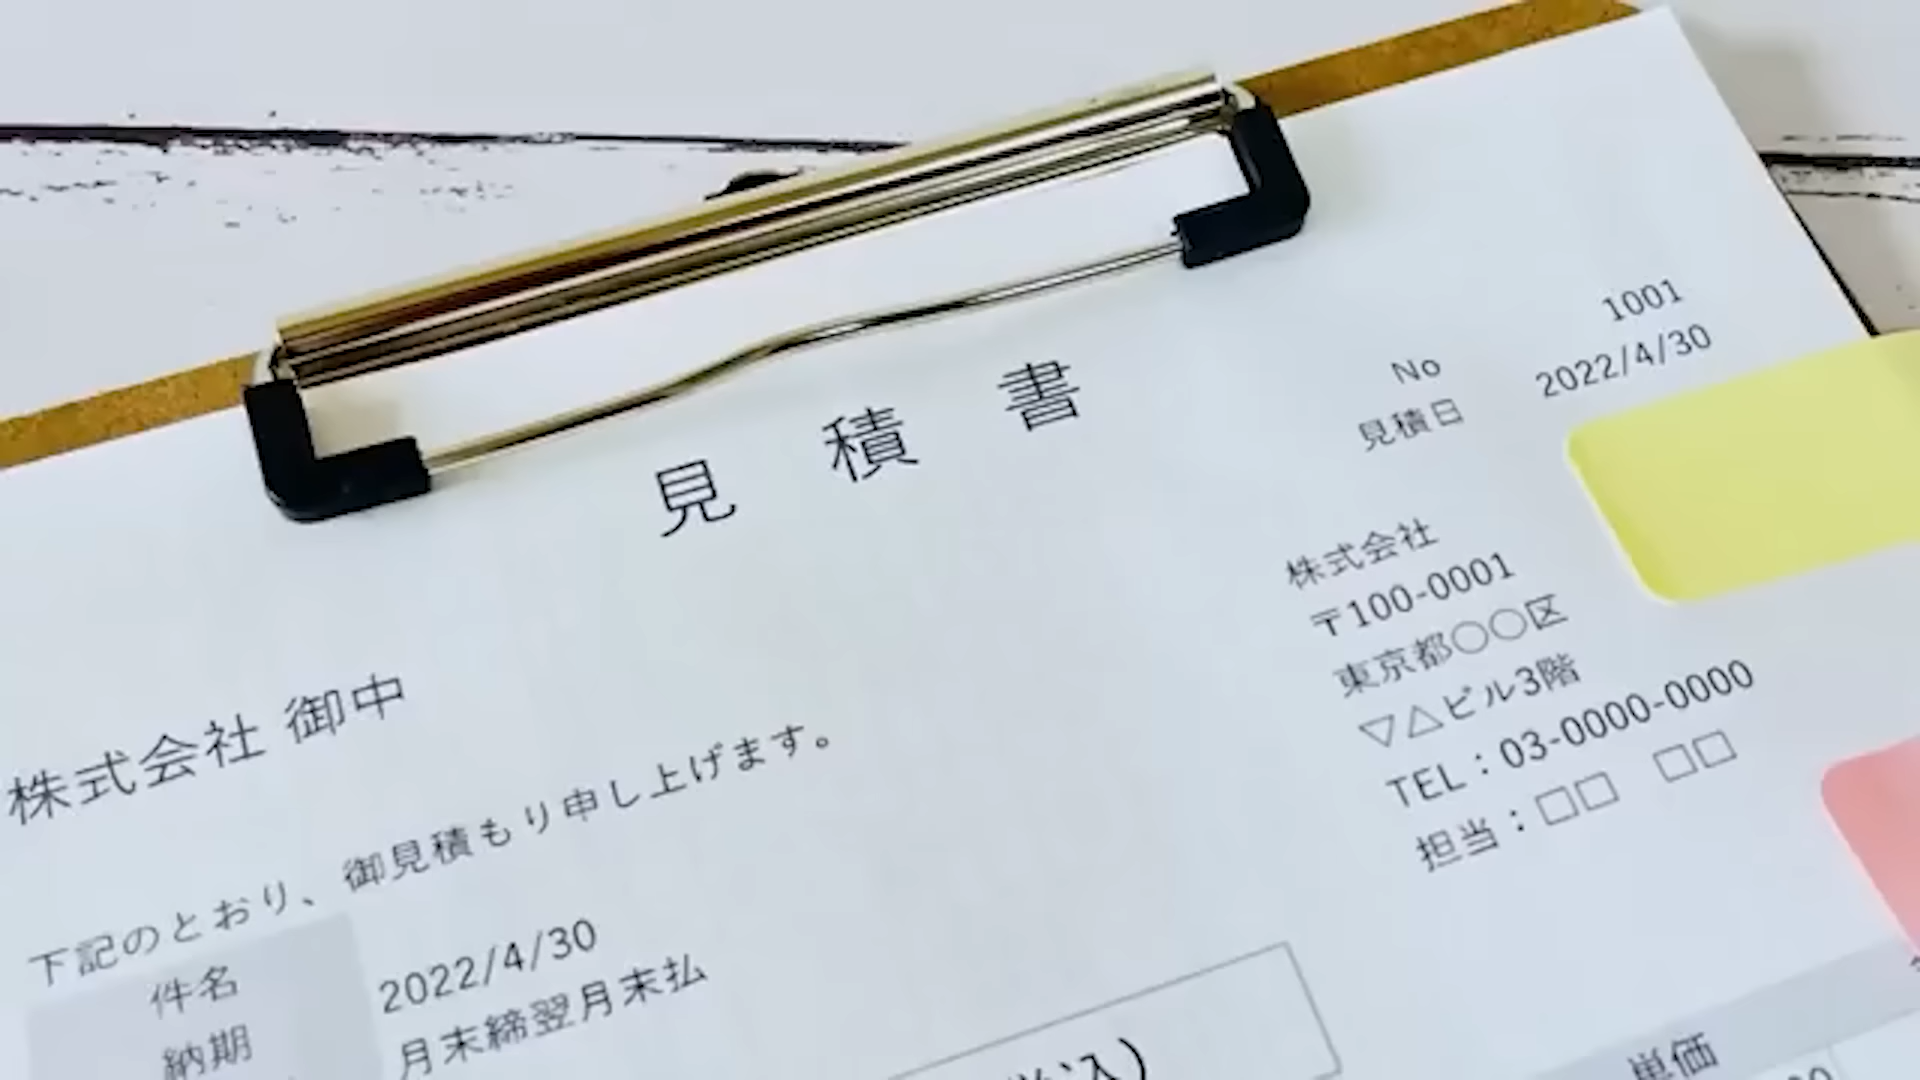 見積書
No 1001
見積日 2022/4/30
株式会社
〒100-0001
東京都○○区
▽△ビル3階
TEL：03-0000-0000
担当：□□ □□
株式会社 御中
下記のとおり、御見積もり申し上げます。
件名
納期 2022/4/30
月末締翌月末払
単価